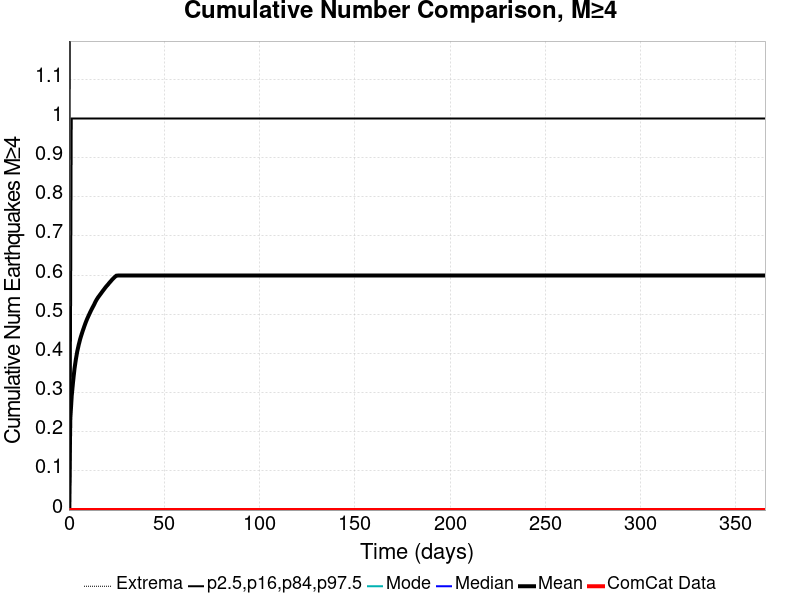 Cumulative Number Comparison, M≥4
Cumulative Num Earthquakes M≥4
1.1
1
0.9
0.8
0.7
0.6
0.5
0.4
0.3
0.2
0.1
0
0 50 100 150 200 250 300 350
Time (days)
Extrema p2.5,p16,p84,p97.5 Mode Median Mean ComCat Data